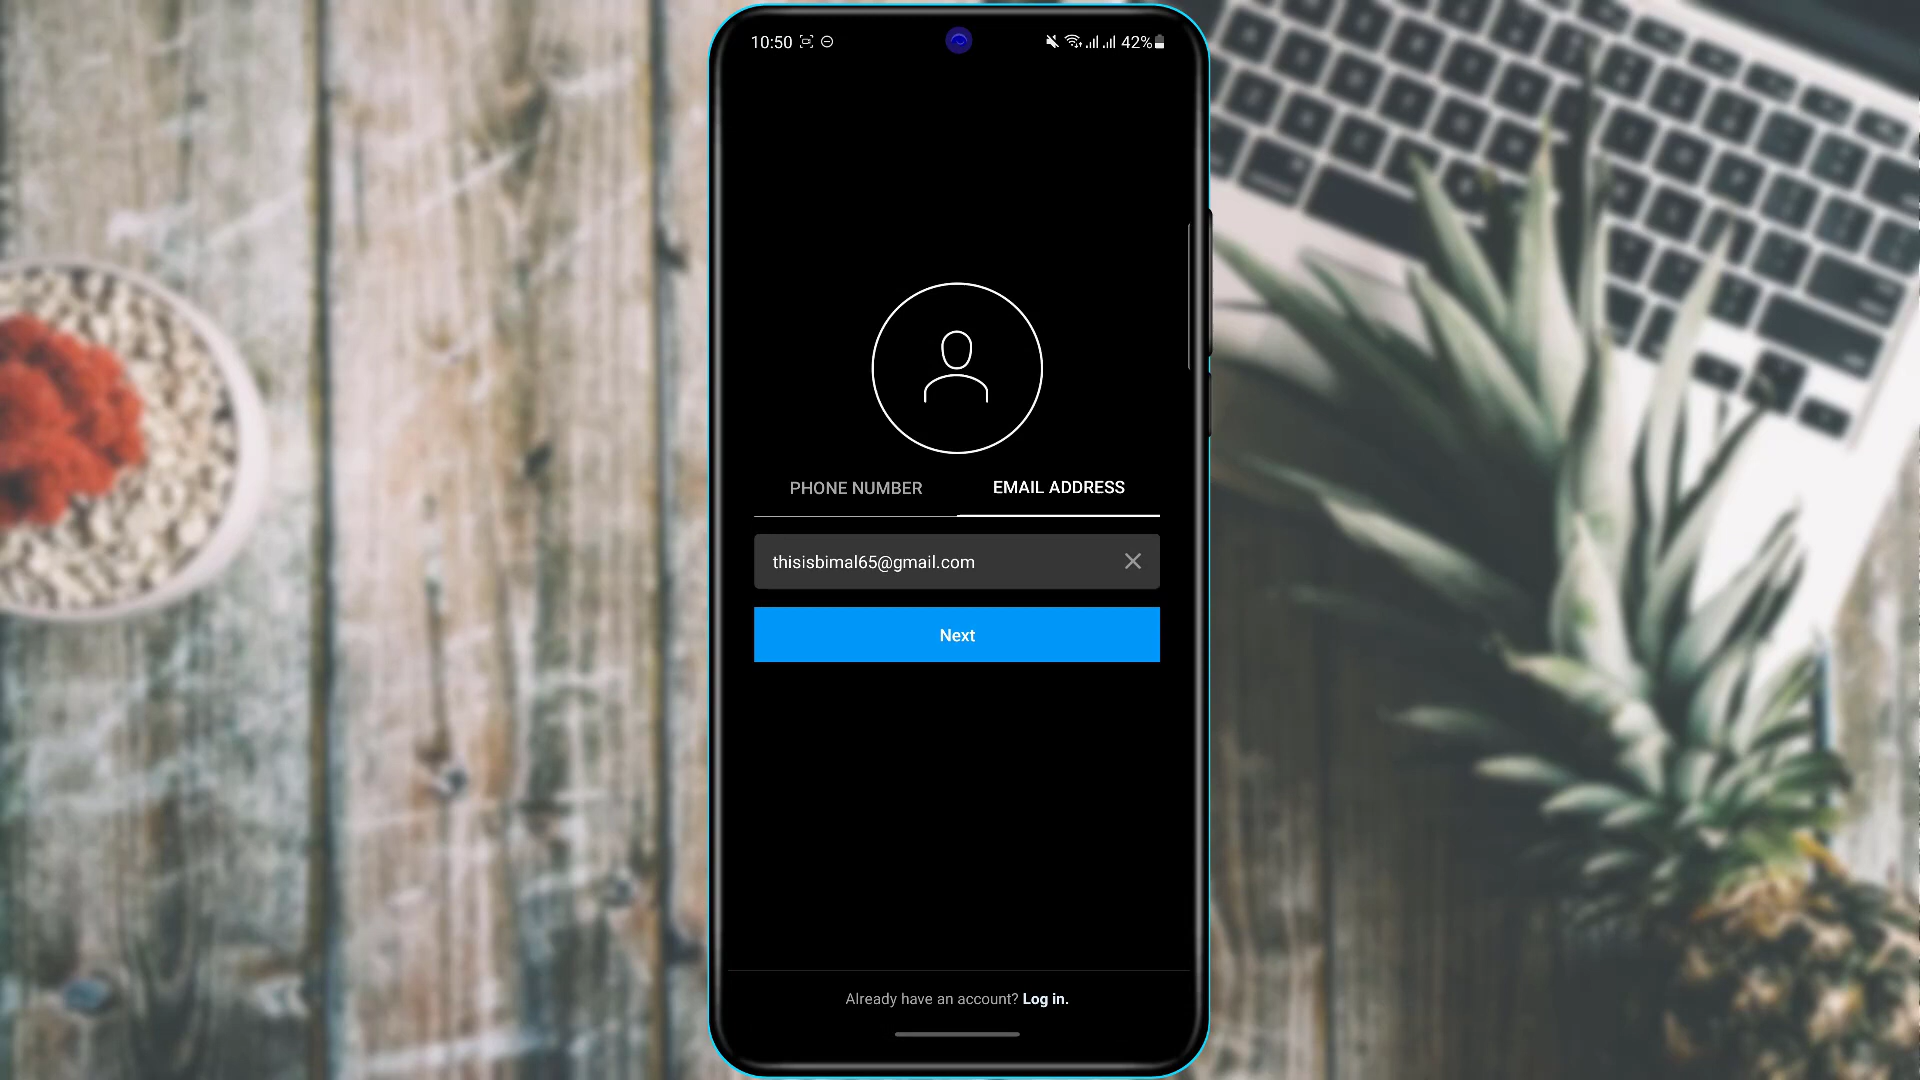 10:50
42%
PHONE NUMBER
EMAIL ADDRESS
thisisbimal65@gmail.com
Next
Already have an account? Log in.